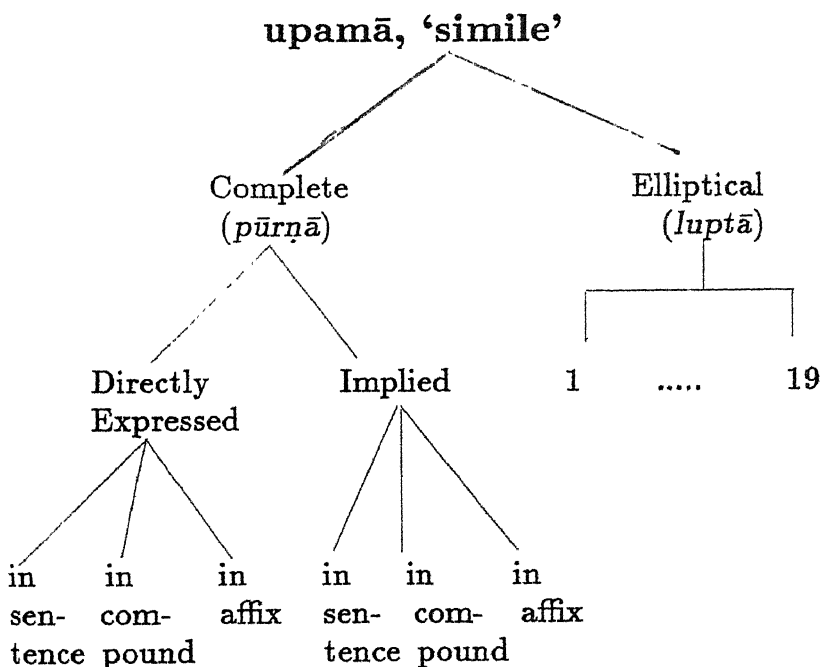 upamā, ‘simile’
Complete Elliptical
(pūrṇā) (luptā)
Directly Implied 1 ..... 19
Expressed
in in in in in in
sen- com- affix sen- com- affix
tence pound tence pound